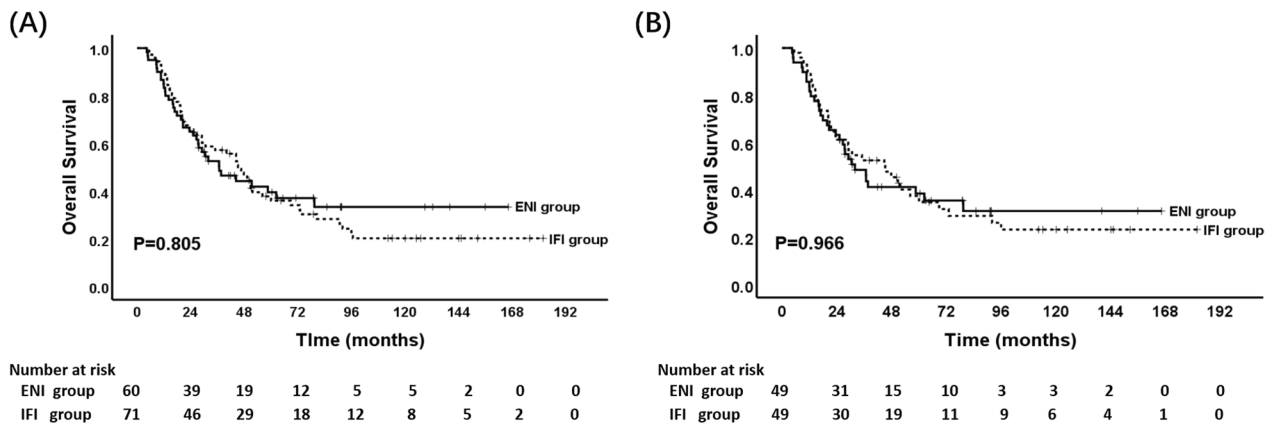 (A)
1.0
0.8
0.6
0.4
0.2
0.0
Overall Survival
P=0.805
ENI group
IFI group
0 24 48 72 96 120 144 168 192
TIme (months)
Number at risk
ENI group 60 39 19 12 5 5 2 0 0
IFI group 71 46 29 18 12 8 5 2 0
(B)
1.0
0.8
0.6
0.4
0.2
0.0
Overall Survival
P=0.966
ENI group
IFI group
0 24 48 72 96 120 144 168 192
Time (months)
Number at risk
ENI group 49 31 15 10 3 3 2 0 0
IFI group 49 30 19 11 9 6 4 1 0